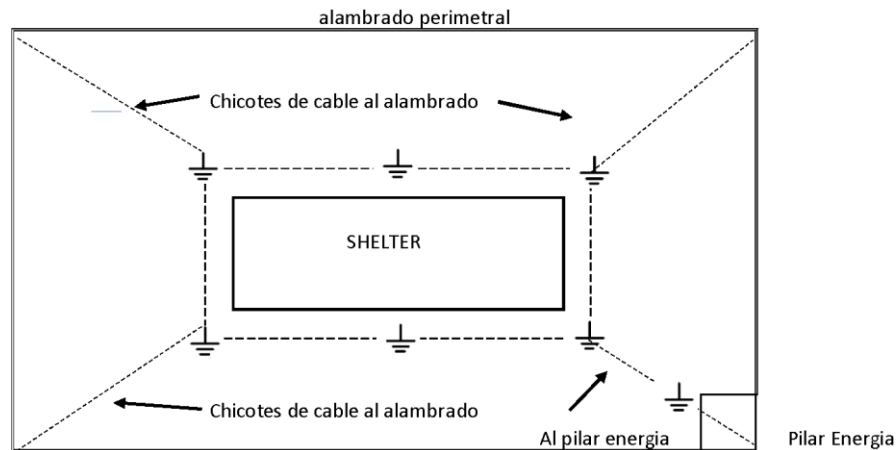 alambrado perimetral
Chicotes de cable al alambrado
SHELTER
Chicotes de cable al alambrado
Al pilar energia
Pilar Energia